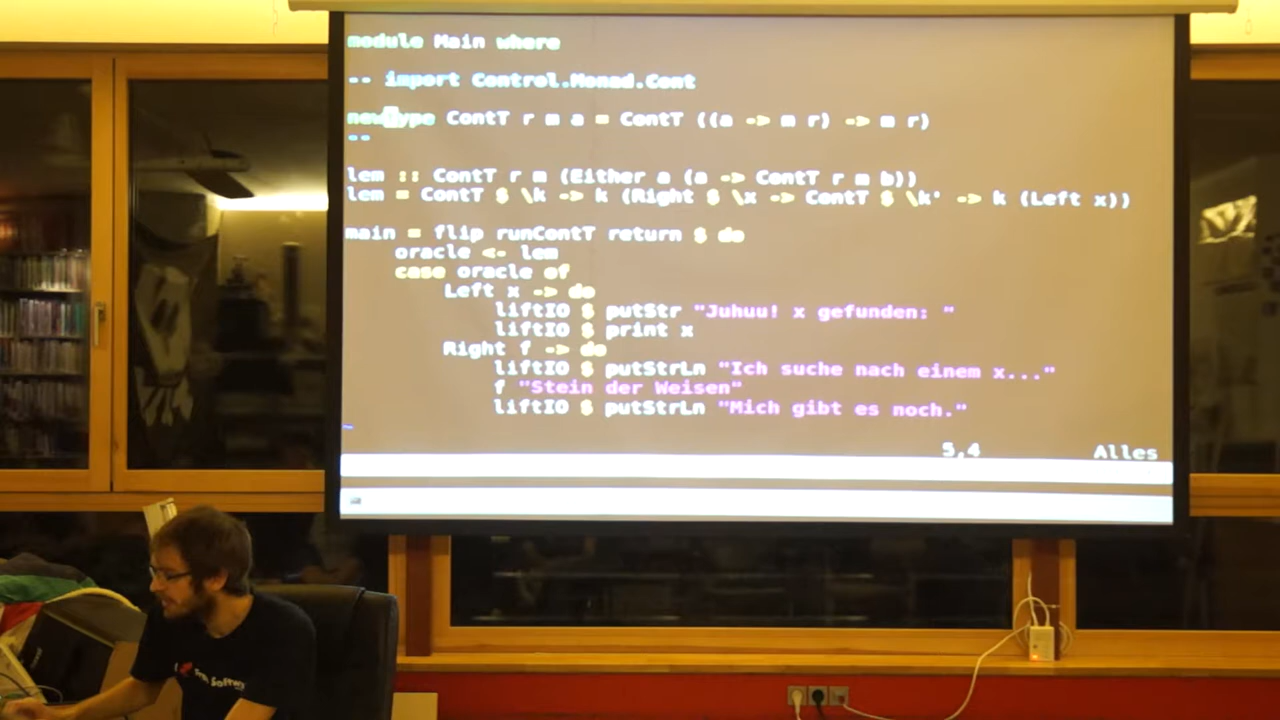 module Main where
-- import Control.Monad.Cont
newtype ContT r m a = ContT ((a -> m r) -> m r)
--
lem :: ContT r m (Either a (a -> ContT r m b))
lem = ContT $ \k -> k (Right $ \x -> ContT $ \k' -> k (Left x))
main = flip runContT return $ do
oracle <- lem
case oracle of
Left x -> do
liftIO $ putStr "Juhuu! x gefunden: "
liftIO $ print x
Right f -> do
liftIO $ putStrLn "Ich suche nach einem x..."
f "Stein der Weisen"
liftIO $ putStrLn "Mich gibt es noch."
~
5,4 Alles